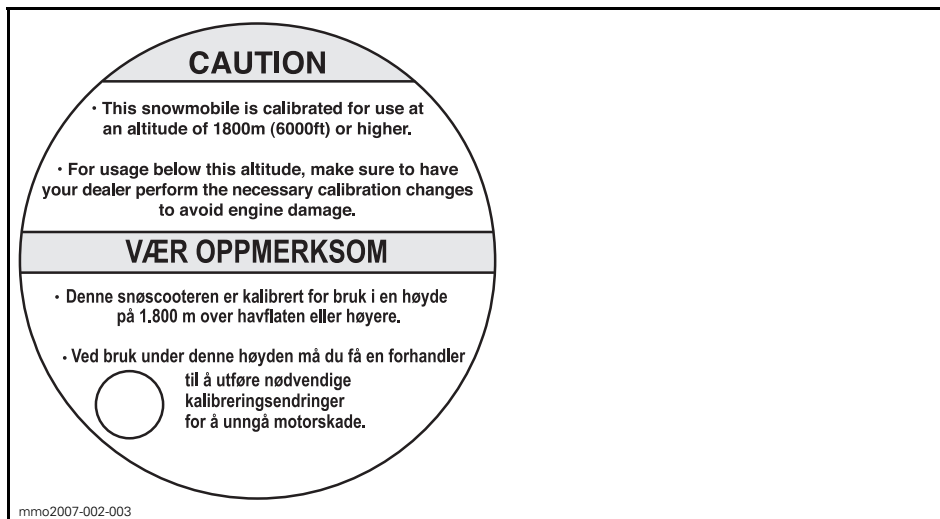 CAUTION
• This snowmobile is calibrated for use at
an altitude of 1800m (6000ft) or higher.
• For usage below this altitude, make sure to have
your dealer perform the necessary calibration changes
to avoid engine damage.
VÆR OPPMERKSOM
• Denne snøscooteren er kalibrert for bruk i en høyde
på 1.800 m over havflaten eller høyere.
• Ved bruk under denne høyden må du få en forhandler
til å utføre nødvendige
kalibreringsendringer
for å unngå motorskade.
mmo2007-002-003